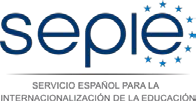 sepie
SERVICIO ESPAÑOL PARA LA
INTERNACIONALIZACIÓN DE LA EDUCACIÓN